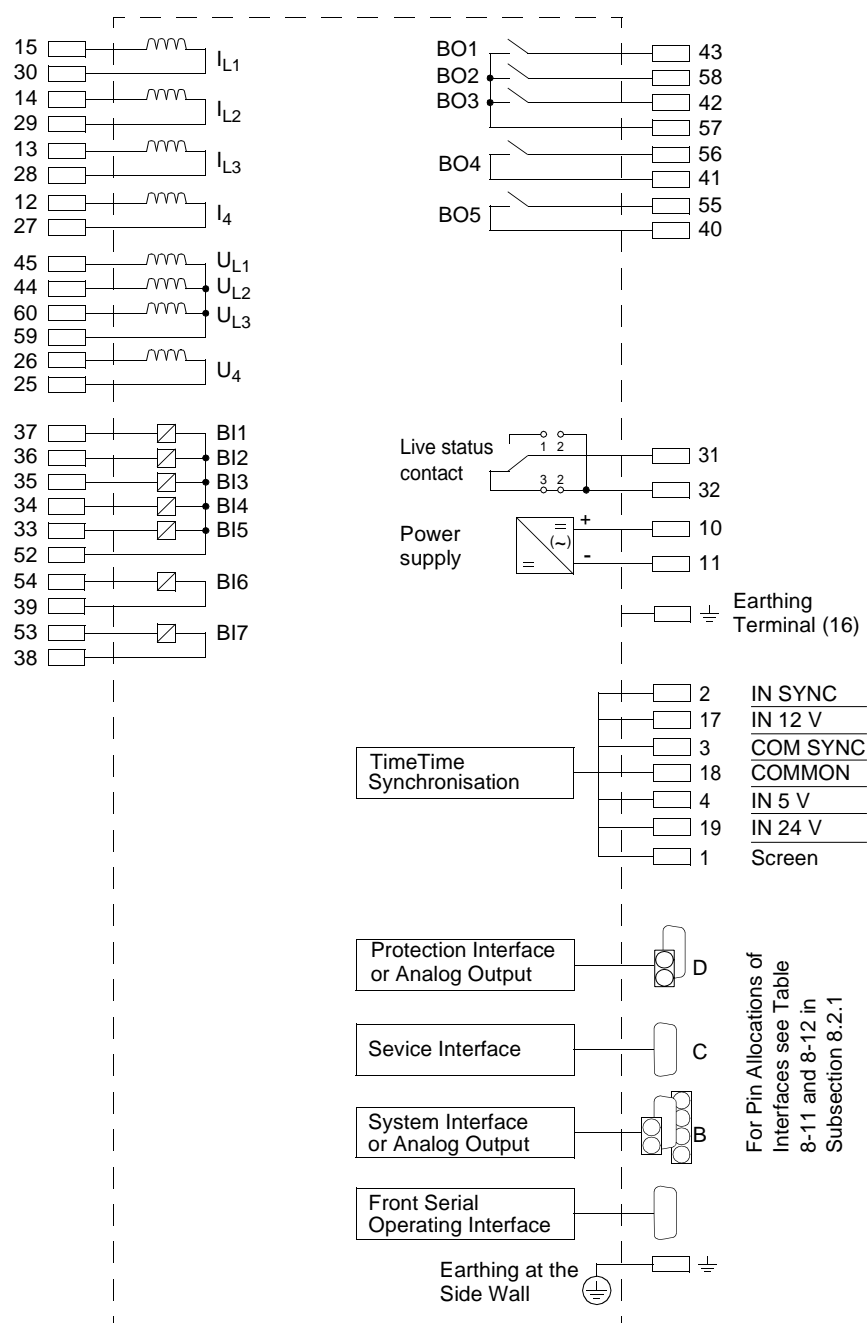 15
30
I L1
14
29
I L2
13
28
I L3
12
27
I 4
45
U L1
44
U L2
60
U L3
59
26
25
U 4
37
BI1
36
BI2
35
BI3
34
BI4
33
BI5
52
54
BI6
39
53
BI7
38
BO1
43
BO2
58
BO3
42
57
BO4
56
41
BO5
55
40
Live status
contact
1 2
3 2
31
32
Power
supply
=
(~)
=
+
-
10
11
Earthing
Terminal (16)
TimeTime
Synchronisation
2 IN SYNC
17 IN 12 V
3 COM SYNC
18 COMMON
4 IN 5 V
19 IN 24 V
1 Screen
Protection Interface
or Analog Output
D
Sevice Interface
C
System Interface
or Analog Output
B
Front Serial
Operating Interface
Earthing at the
Side Wall
For Pin Allocations of
Interfaces see Table
8-11 and 8-12 in
Subsection 8.2.1